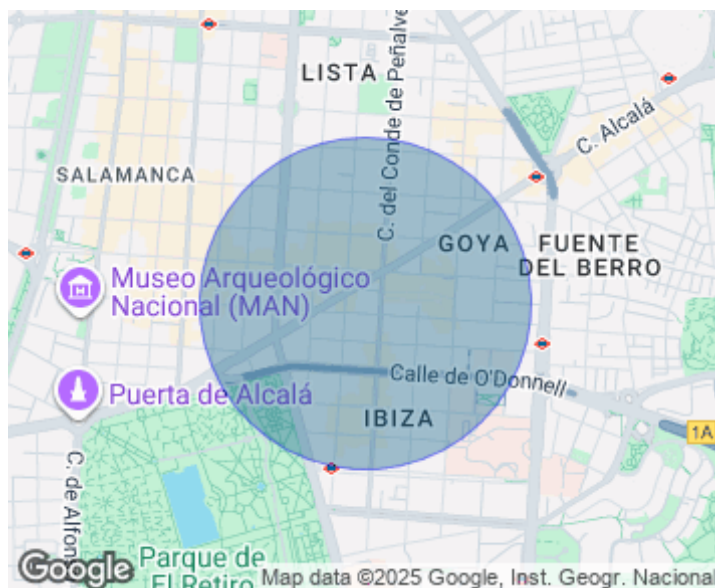 LISTA
C. del Conde de Peñalve
C. Alcalá
SALAMANCA
GOYA
FUENTE
DEL BERRO
Museo Arqueológico
Nacional (MAN)
Puerta de Alcalá
Calle de O'Donnell
IBIZA
1A
C. de Alfon
Parque de
El Retiro
Google
Map data ©2025 Google, Inst. Geogr. Nacional